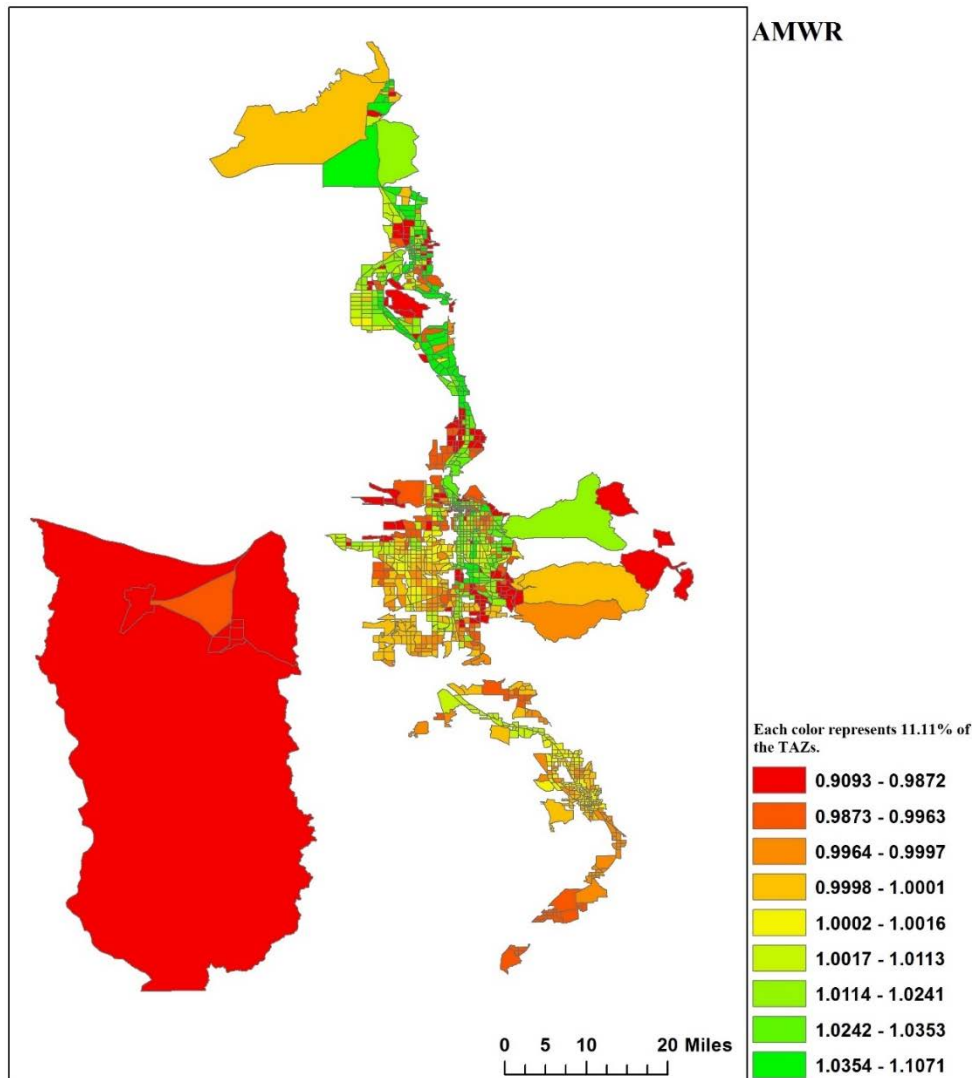 AMWR
Each color represents 11.11% of
the TAZs.
0.9093 - 0.9872
0.9873 - 0.9963
0.9964 - 0.9997
0.9998 - 1.0001
1.0002 - 1.0016
1.0017 - 1.0113
1.0114 - 1.0241
1.0242 - 1.0353
1.0354 - 1.1071
0 5 10 20 Miles